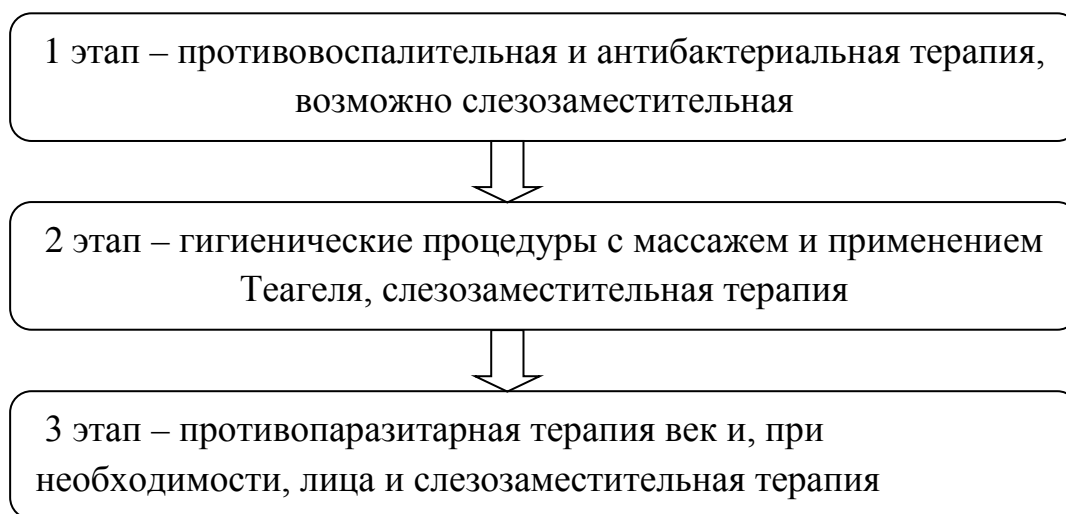 1 этап – противовоспалительная и антибактериальная терапия,
возможно слезозаместительная
2 этап – гигиенические процедуры с массажем и применением
Теагеля, слезозаместительная терапия
3 этап – противопаразитарная терапия век и, при
необходимости, лица и слезозаместительная терапия